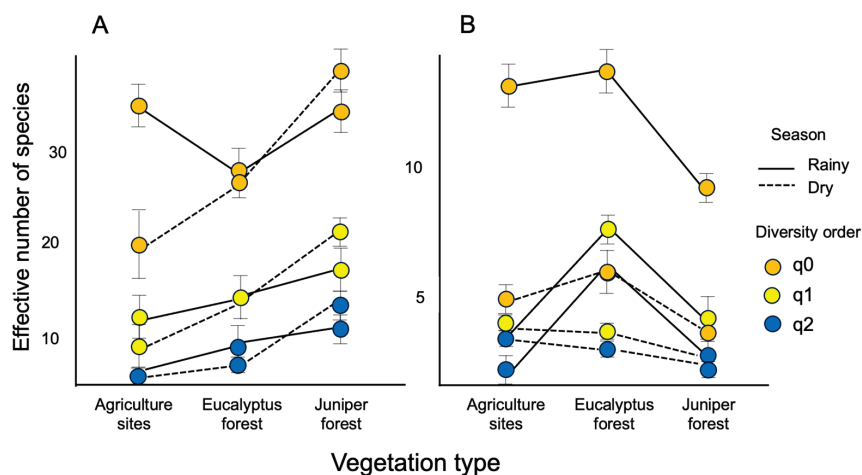 A
B
Effective number of species
30
20
10
10
5
Season
Rainy
Dry
Diversity order
q0
q1
q2
Agriculture
sites
Eucalyptus
forest
Juniper
forest
Agriculture
sites
Eucalyptus
forest
Juniper
forest
Vegetation type